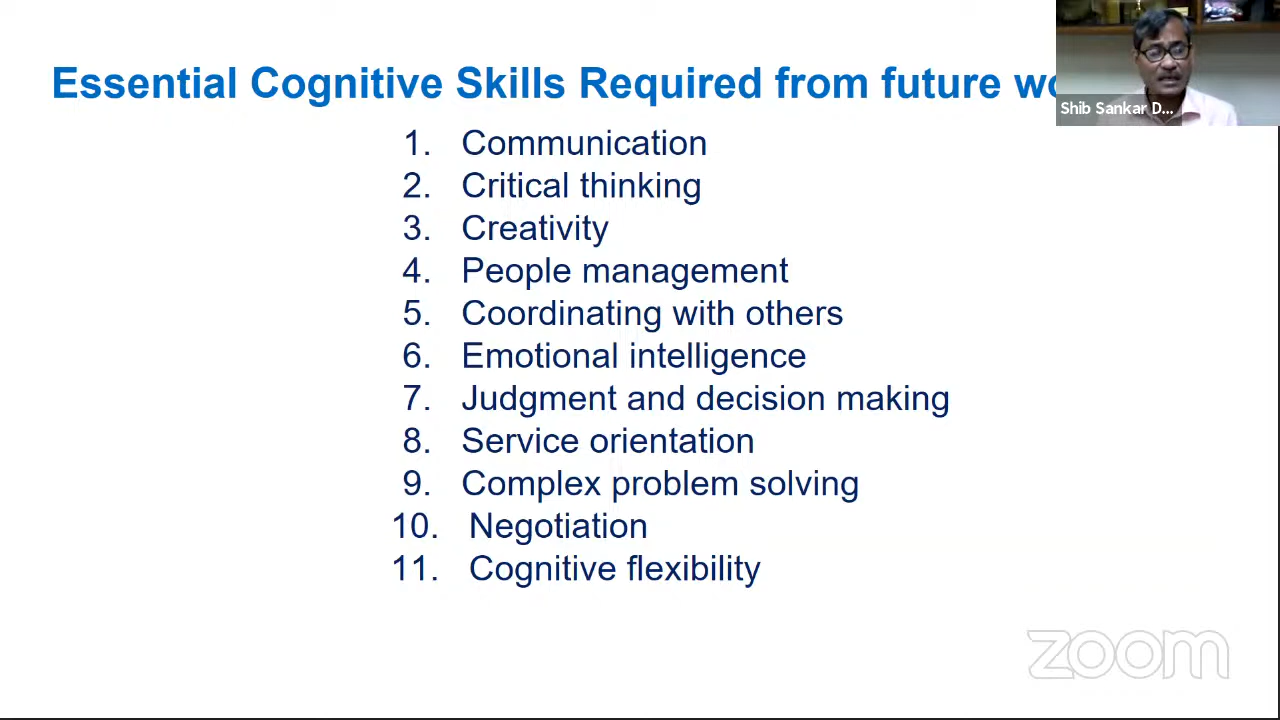 Essential Cognitive Skills Required from future
Shib Sankar D...
1. Communication
2. Critical thinking
3. Creativity
4. People management
5. Coordinating with others
6. Emotional intelligence
7. Judgment and decision making
8. Service orientation
9. Complex problem solving
10. Negotiation
11. Cognitive flexibility
zoom